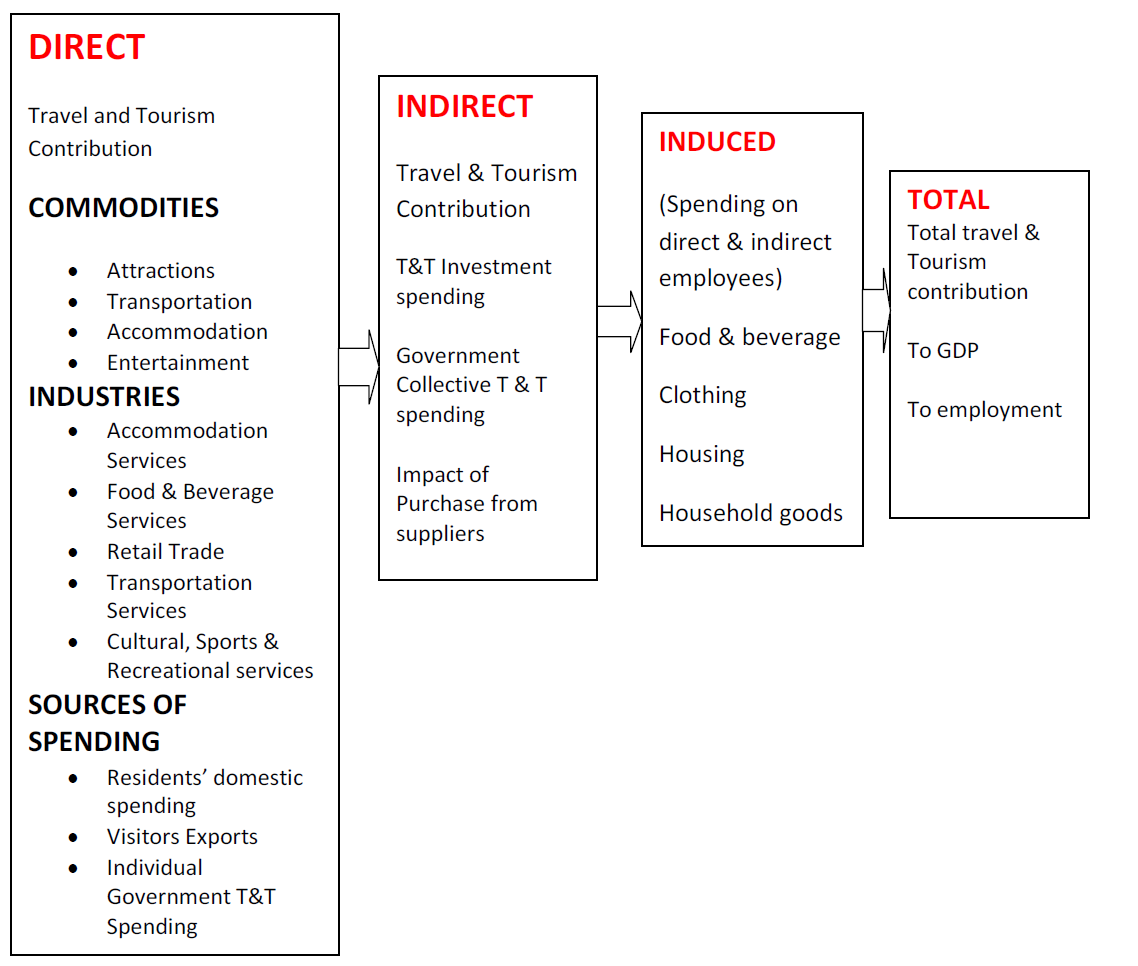 DIRECT
Travel and Tourism
Contribution
COMMODITIES
• Attractions
• Transportation
• Accommodation
• Entertainment
INDUSTRIES
• Accommodation
Services
• Food & Beverage
Services
• Retail Trade
• Transportation
Services
• Cultural, Sports &
Recreational services
SOURCES OF
SPENDING
• Residents’ domestic
spending
• Visitors Exports
• Individual
Government T&T
Spending
INDIRECT
Travel & Tourism
Contribution
T&T Investment
spending
Government
Collective T & T
spending
Impact of
Purchase from
suppliers
INDUCED
(Spending on
direct & indirect
employees)
Food & beverage
Clothing
Housing
Household goods
TOTAL
Total travel &
Tourism
contribution
To GDP
To employment